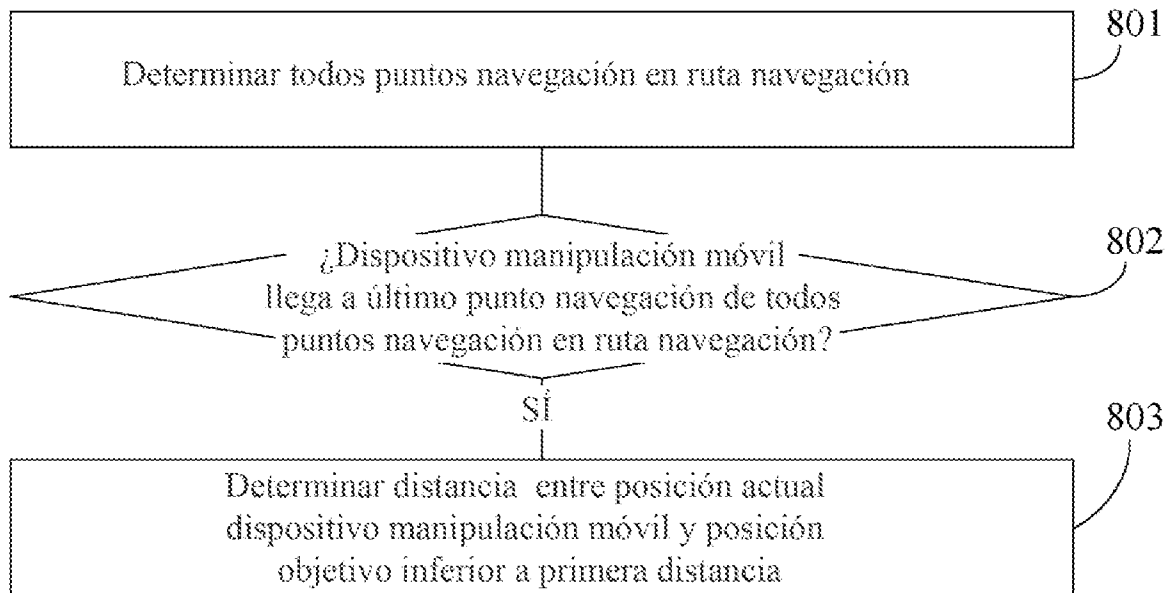 801
Determinar todos puntos navegación en ruta navegación
802
¿Dispositivo manipulación móvil
llega a último punto navegación de todos
puntos navegación en ruta navegación?
SÍ
803
Determinar distancia entre posición actual
dispositivo manipulación móvil y posición
objetivo inferior a primera distancia